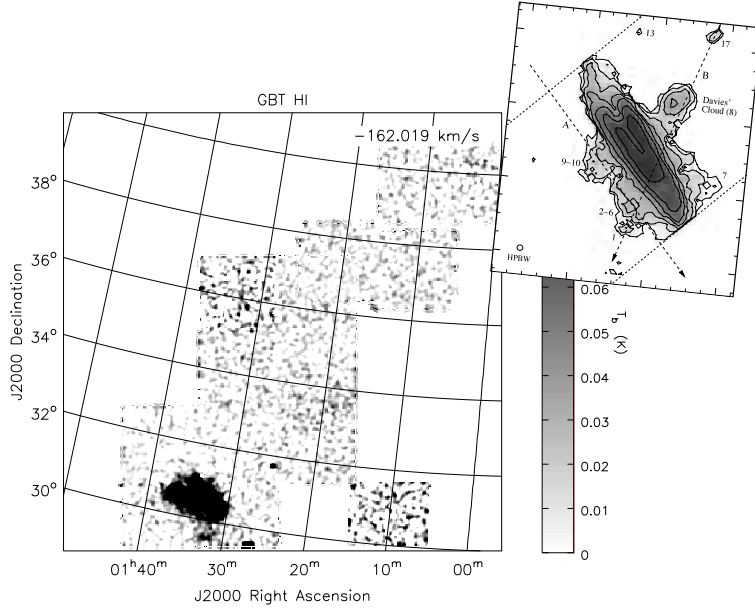 GBT HI
−162.019 km/s
38°
36°
34°
32°
30°
J2000 Declination
01ʰ40ᵐ
30ᵐ
20ᵐ
10ᵐ
00ᵐ
J2000 Right Ascension
13
17
B
Davies'
Cloud (8)
A
9−10
7
2−6
1
HPBW
0.06
0.05
0.04
0.03
0.02
0.01
0
T_b (K)